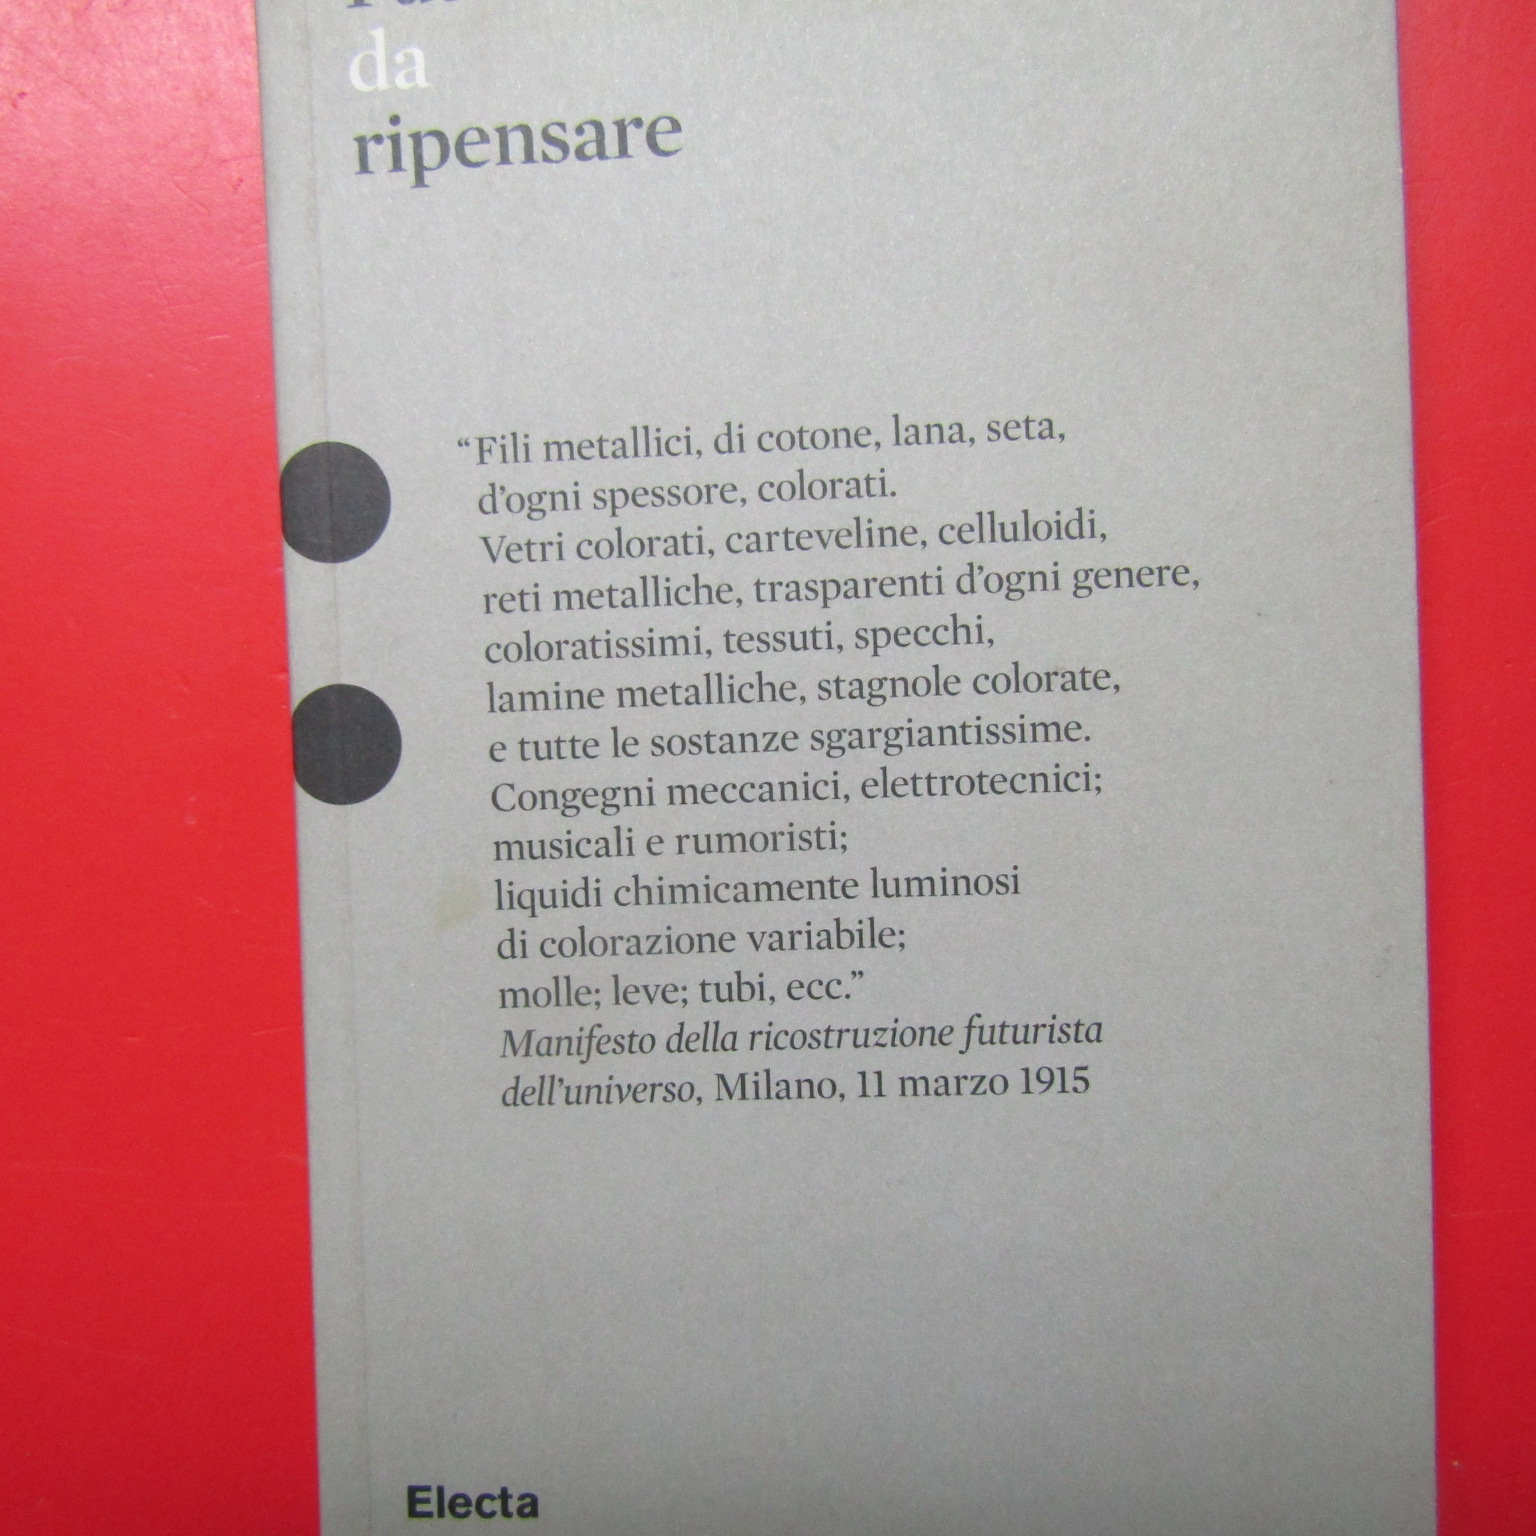 da
ripensare
“Fili metallici, di cotone, lana, seta,
d’ogni spessore, colorati.
Vetri colorati, carteveline, celluloidi,
reti metalliche, trasparenti d’ogni genere,
coloratissimi, tessuti, specchi,
lamine metalliche, stagnole colorate,
e tutte le sostanze sgargiantissime.
Congegni meccanici, elettrotecnici;
musicali e rumoristi;
liquidi chimicamente luminosi
di colorazione variabile;
molle; leve; tubi, ecc.”
Manifesto della ricostruzione futurista
dell’universo, Milano, 11 marzo 1915
Electa